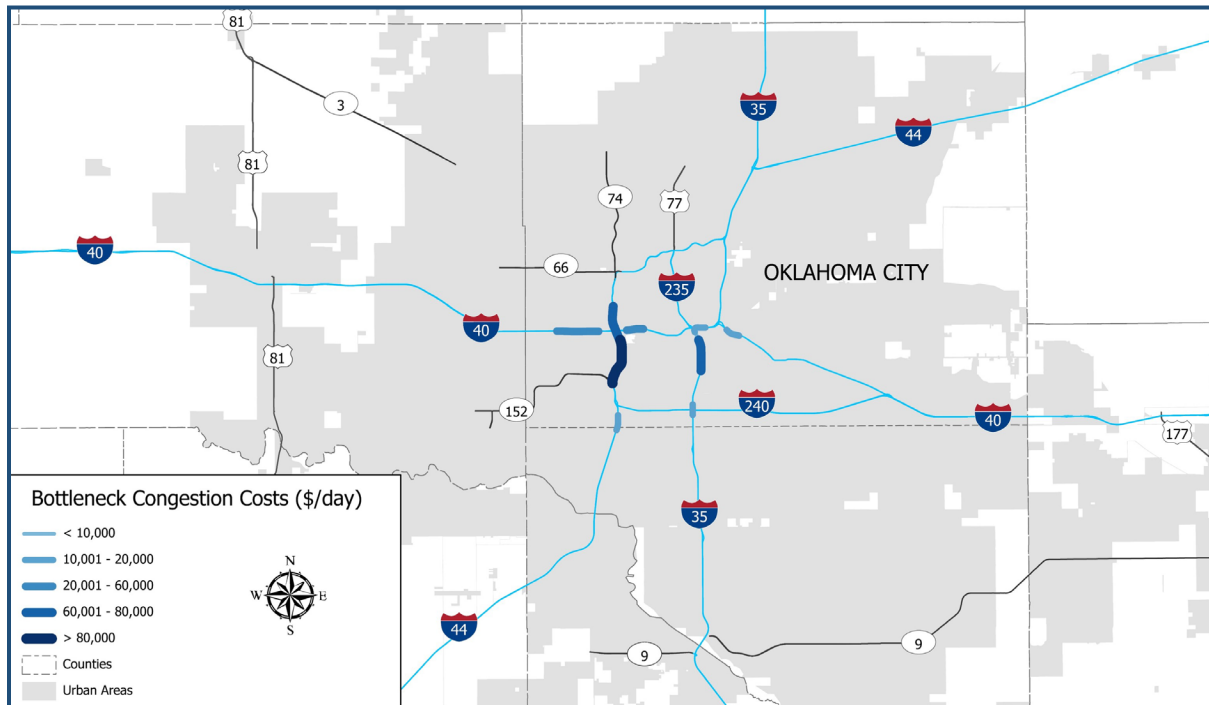 81
3
35
44
81
74
77
40
66
235
OKLAHOMA CITY
40
81
152
240
40
177
35
44
9
9
Bottleneck Congestion Costs ($/day)
< 10,000
10,001 - 20,000
20,001 - 60,000
60,001 - 80,000
> 80,000
Counties
Urban Areas
N
W E
S